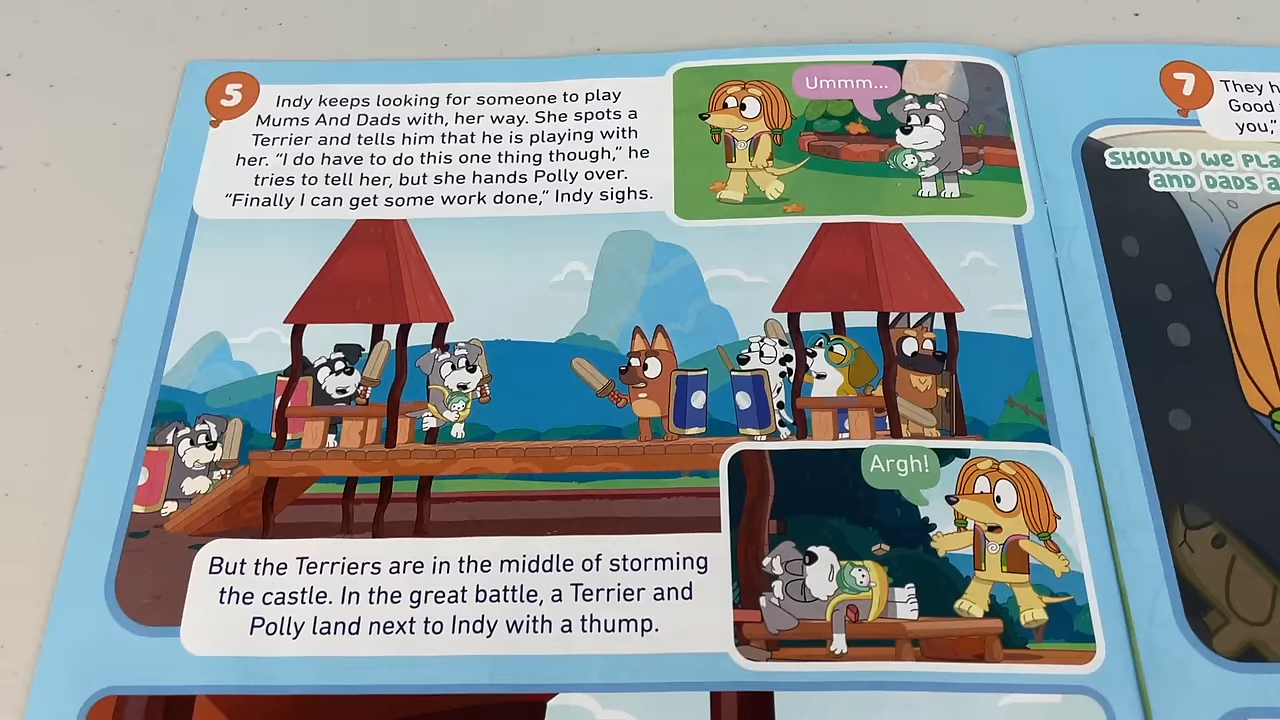 5
Indy keeps looking for someone to play
Mums And Dads with, her way. She spots a
Terrier and tells him that he is playing with
her. "I do have to do this one thing though," he
tries to tell her, but she hands Polly over.
"Finally I can get some work done," Indy sighs.
Ummm...
But the Terriers are in the middle of storming
the castle. In the great battle, a Terrier and
Polly land next to Indy with a thump.
Argh!
7
They h
Good
you,"
SHOULD We PLA
and DaDS a